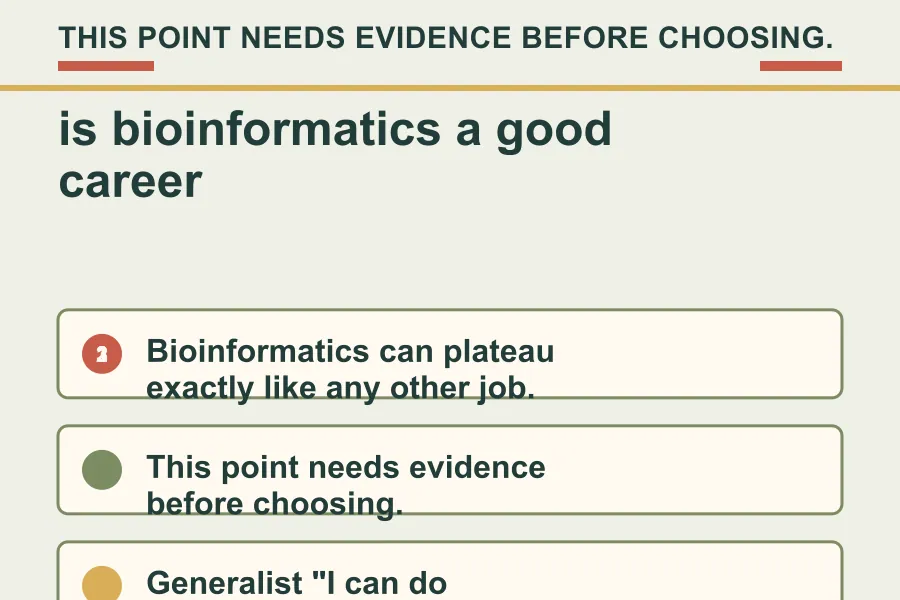 THIS POINT NEEDS EVIDENCE BEFORE CHOOSING.
is bioinformatics a good
career
Bioinformatics can plateau
exactly like any other job.
This point needs evidence
before choosing.
Generalist "I can do